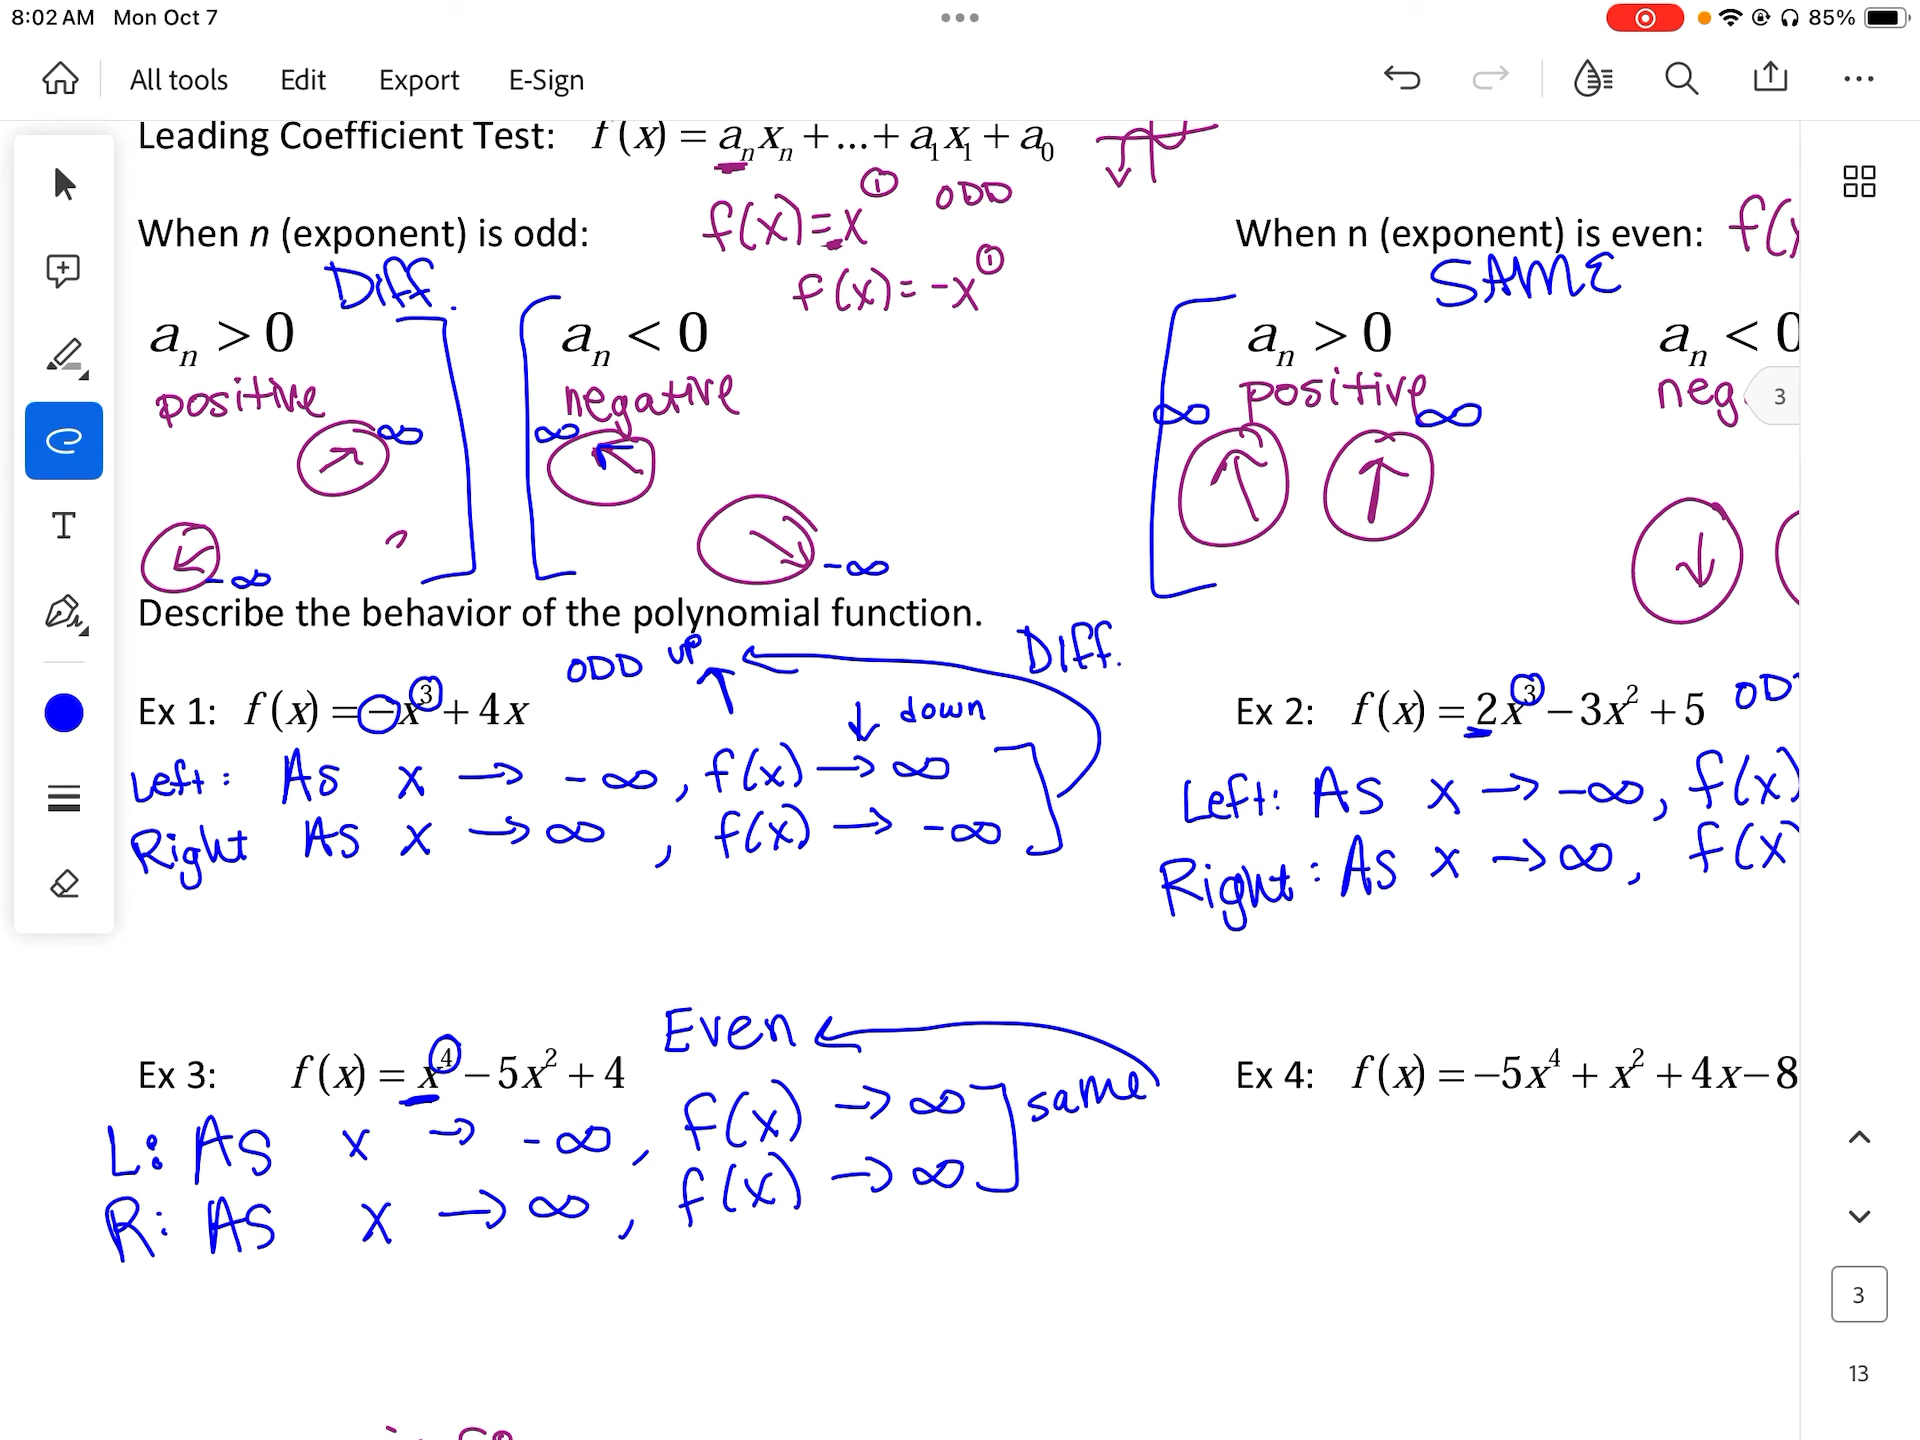 8:02 AM Mon Oct 7
85%
All tools Edit Export E-Sign
Leading Coefficient Test: f(x) = aₙxₙ + ... + a₁x₁ + a₀
f(x) = x¹ ODD
When n (exponent) is odd:
f(x) = -x¹
Diff.
aₙ > 0
positive
∞
-∞
aₙ < 0
negative
∞
-∞
When n (exponent) is even: f(x
SAME
aₙ > 0
positive
∞ ∞
aₙ < 0
neg
3
Describe the behavior of the polynomial function.
ODD up ↑ Diff.
↓ down
Ex 1: f(x) = −x³ + 4x
Left: As x → -∞, f(x) → ∞
Right As x → ∞, f(x) → -∞
Ex 2: f(x) = 2x³ − 3x² + 5 OD
Left: As x → -∞, f(x)
Right: As x → ∞, f(x
Even
Ex 3: f(x) = x⁴ − 5x² + 4
L: As x → -∞, f(x) → ∞ same
R: As x → ∞, f(x) → ∞
Ex 4: f(x) = −5x⁴ + x² + 4x − 8
3
13